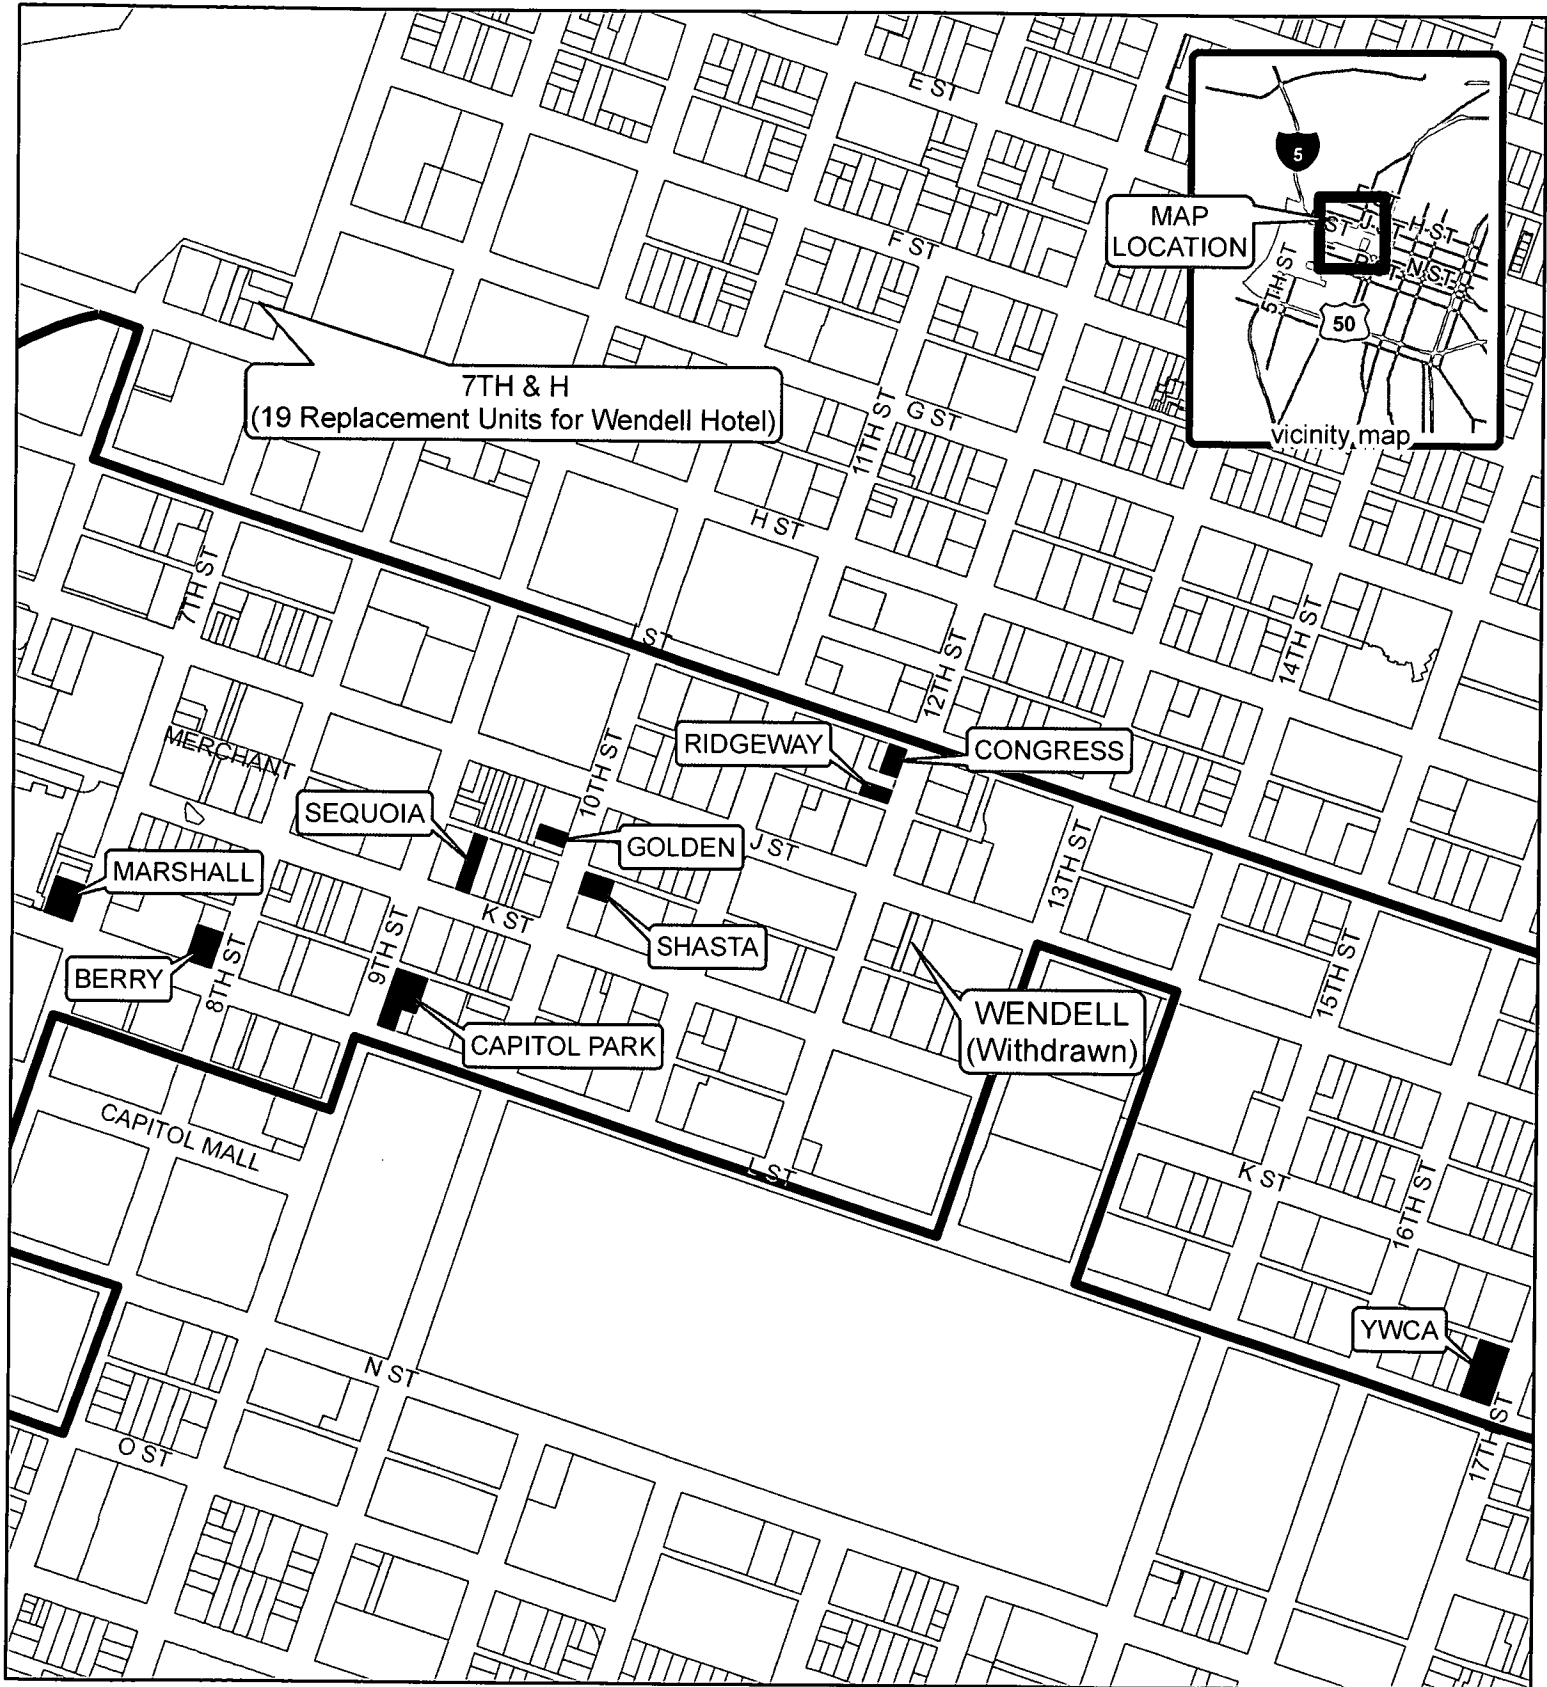 E ST
F ST
G ST
11TH ST
H ST
7TH & H
(19 Replacement Units for Wendell Hotel)
MAP
LOCATION
5
50
5TH ST
H ST
N ST
vicinity map
7TH ST
I ST
12TH ST
14TH ST
MERCHANT
10TH ST
RIDGEWAY
CONGRESS
SEQUOIA
GOLDEN
J ST
13TH ST
MARSHALL
K ST
SHASTA
BERRY
8TH ST
9TH ST
CAPITOL PARK
WENDELL
(Withdrawn)
15TH ST
CAPITOL MALL
L ST
K ST
16TH ST
YWCA
17TH ST
N ST
O ST